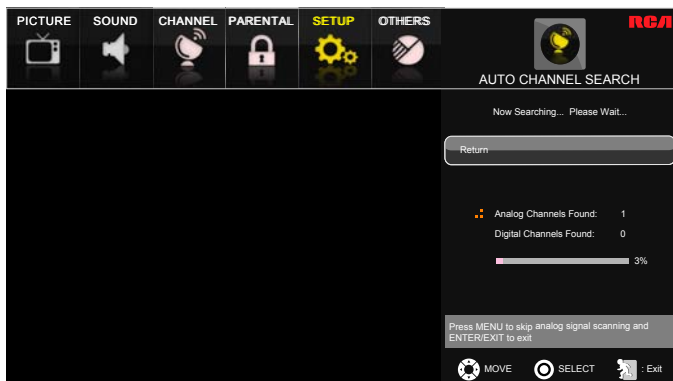 PICTURE SOUND CHANNEL PARENTAL SETUP OTHERS
RCA
AUTO CHANNEL SEARCH
Now Searching... Please Wait...
Return
Analog Channels Found: 1
Digital Channels Found: 0
3%
Press MENU to skip analog signal scanning and
ENTER/EXIT to exit
MOVE SELECT : Exit